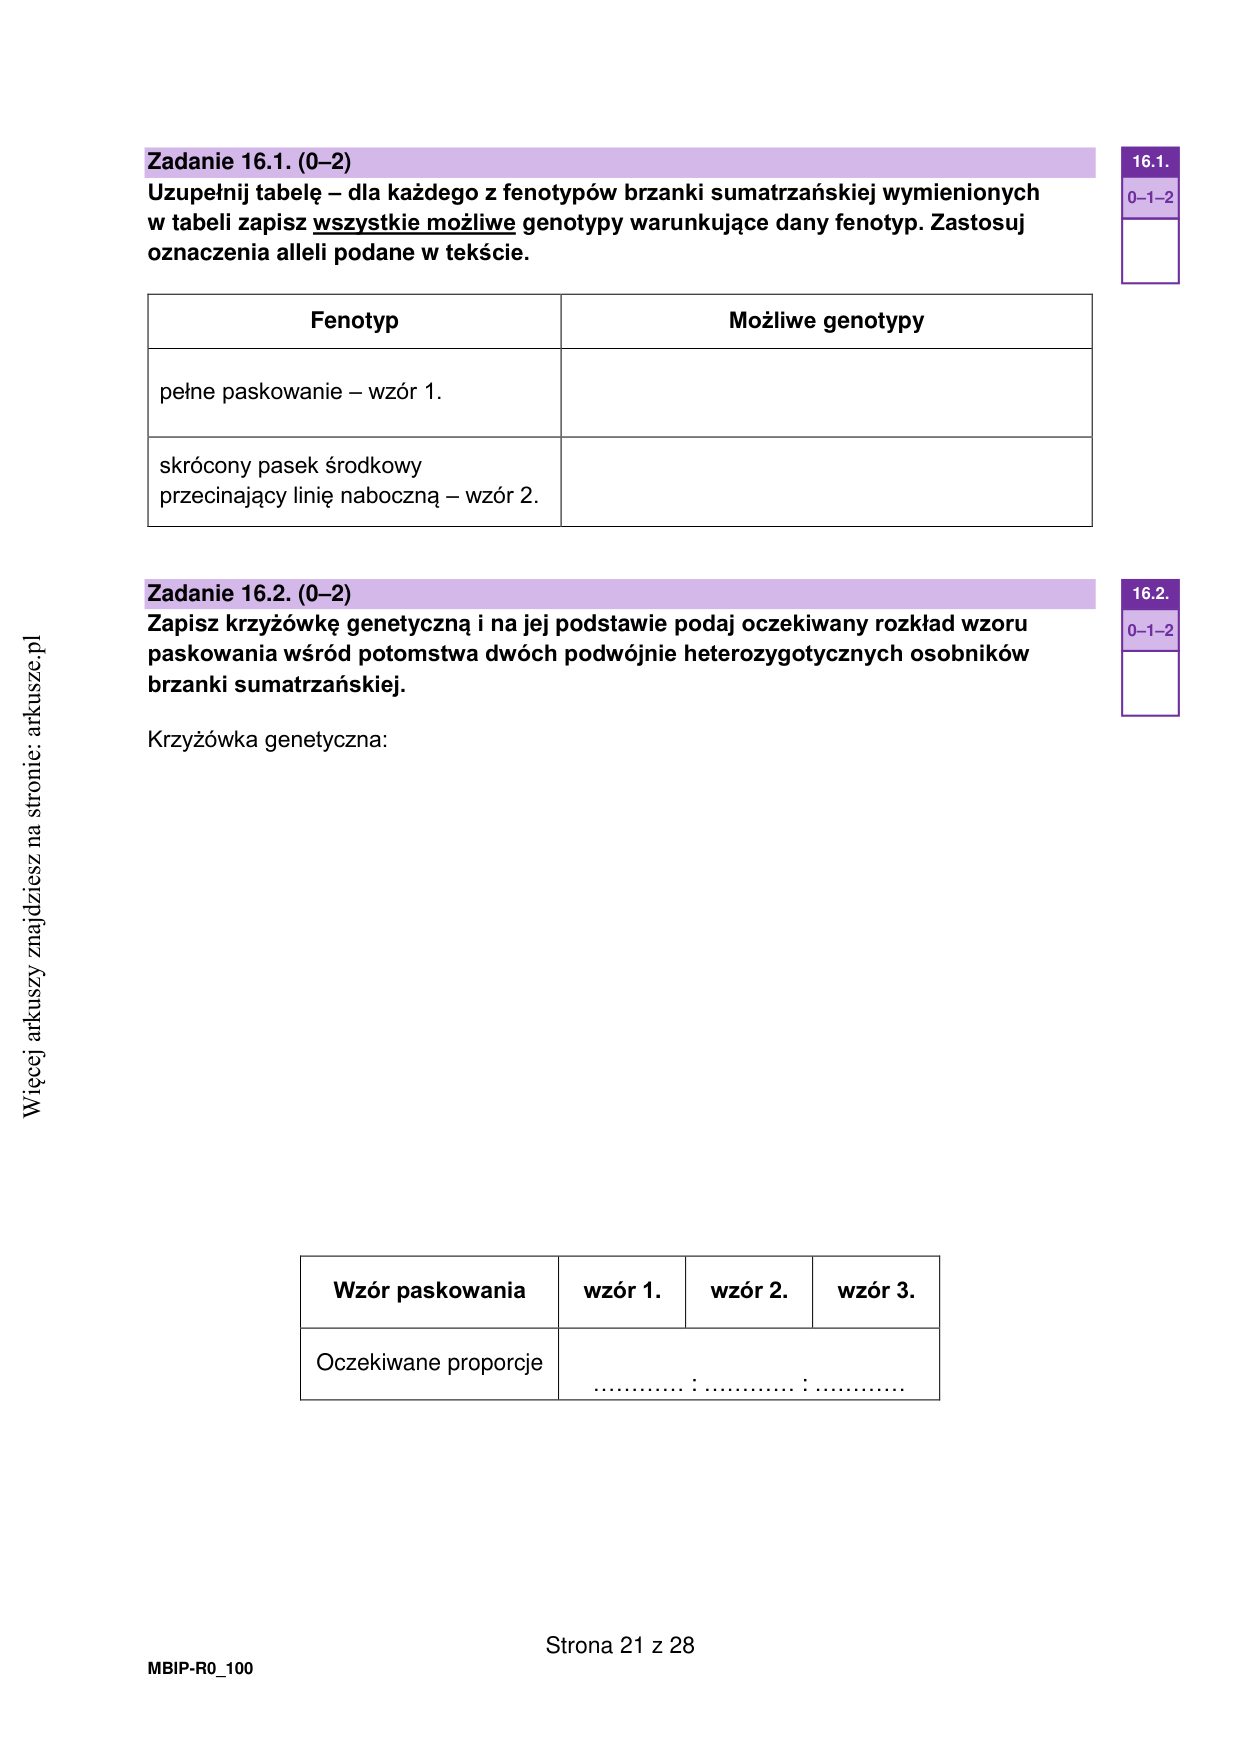 Zadanie 16.1. (0–2)
Uzupełnij tabelę – dla każdego z fenotypów brzanki sumatrzańskiej wymienionych
w tabeli zapisz wszystkie możliwe genotypy warunkujące dany fenotyp. Zastosuj
oznaczenia alleli podane w tekście.
16.1.
0–1–2
Fenotyp
Możliwe genotypy
pełne paskowanie – wzór 1.
skrócony pasek środkowy
przecinający linię naboczną – wzór 2.
Zadanie 16.2. (0–2)
Zapisz krzyżówkę genetyczną i na jej podstawie podaj oczekiwany rozkład wzoru
paskowania wśród potomstwa dwóch podwójnie heterozygotycznych osobników
brzanki sumatrzańskiej.
16.2.
0–1–2
Krzyżówka genetyczna:
Wzór paskowania
wzór 1.
wzór 2.
wzór 3.
Oczekiwane proporcje
………… : ………… : …………
Więcej arkuszy znajdziesz na stronie: arkusze.pl
Strona 21 z 28
MBIP-R0_100